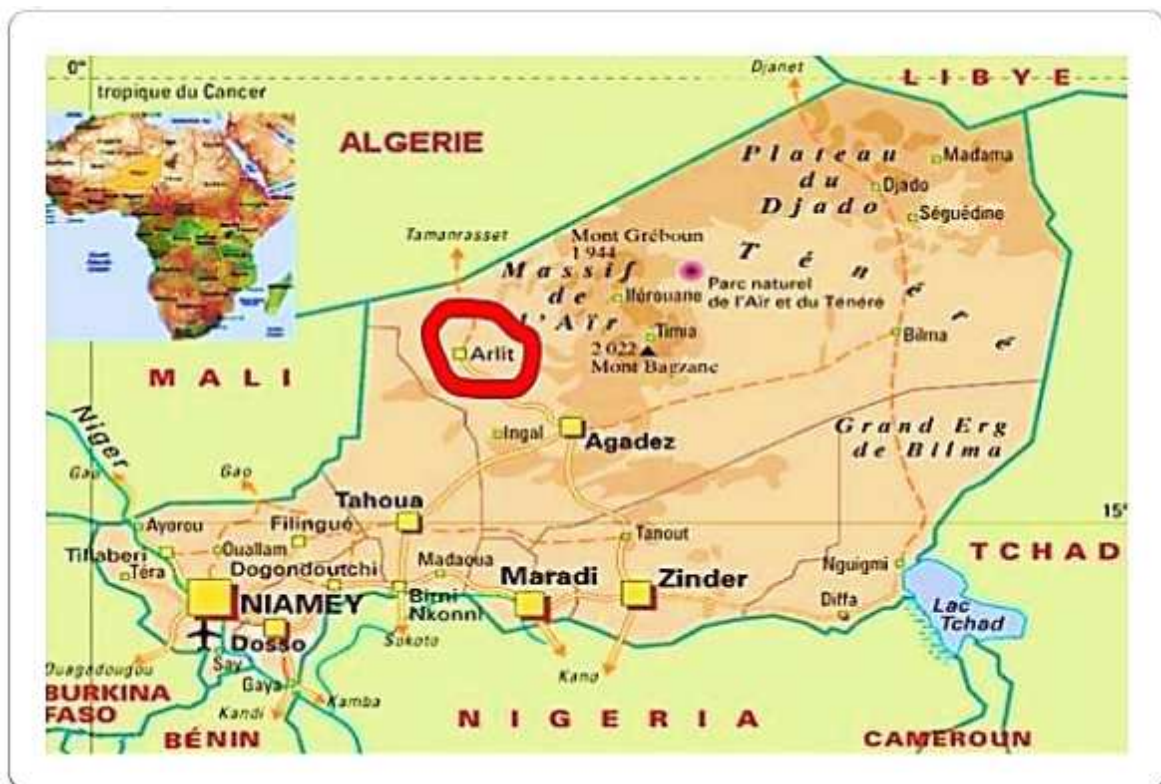 0°
tropique du Cancer
Djanet
LIBYE
ALGERIE
Plateau
du
Djado
Madama
Djado
Séguédine
Tamanrasset
Mont Gréboun
1 944
Massif
de
l'Aïr
Ténéré
Parc naturel
de l'Aïr et du Ténéré
Ilérouane
Timia
2 022
Mont Bagzane
Arlit
Bilma
MALI
Niger
Ingal
Agadez
Grand Erg
de Bilma
Gao
Gao
Tahoua
15°
Ayorou
Filingué
Tanout
TCHAD
Tillaberi
Ouallam
Téra
Dogondoutchi
Madaoua
Maradi
Zinder
Nguigmi
NIAMEY
Birni
Nkonni
Diffa
Lac
Tchad
Dosso
Sokoto
Say
Ouagadougou
Gaya
Kano
BURKINA
FASO
Kamba
Kandi
NIGERIA
BÉNIN
CAMEROUN